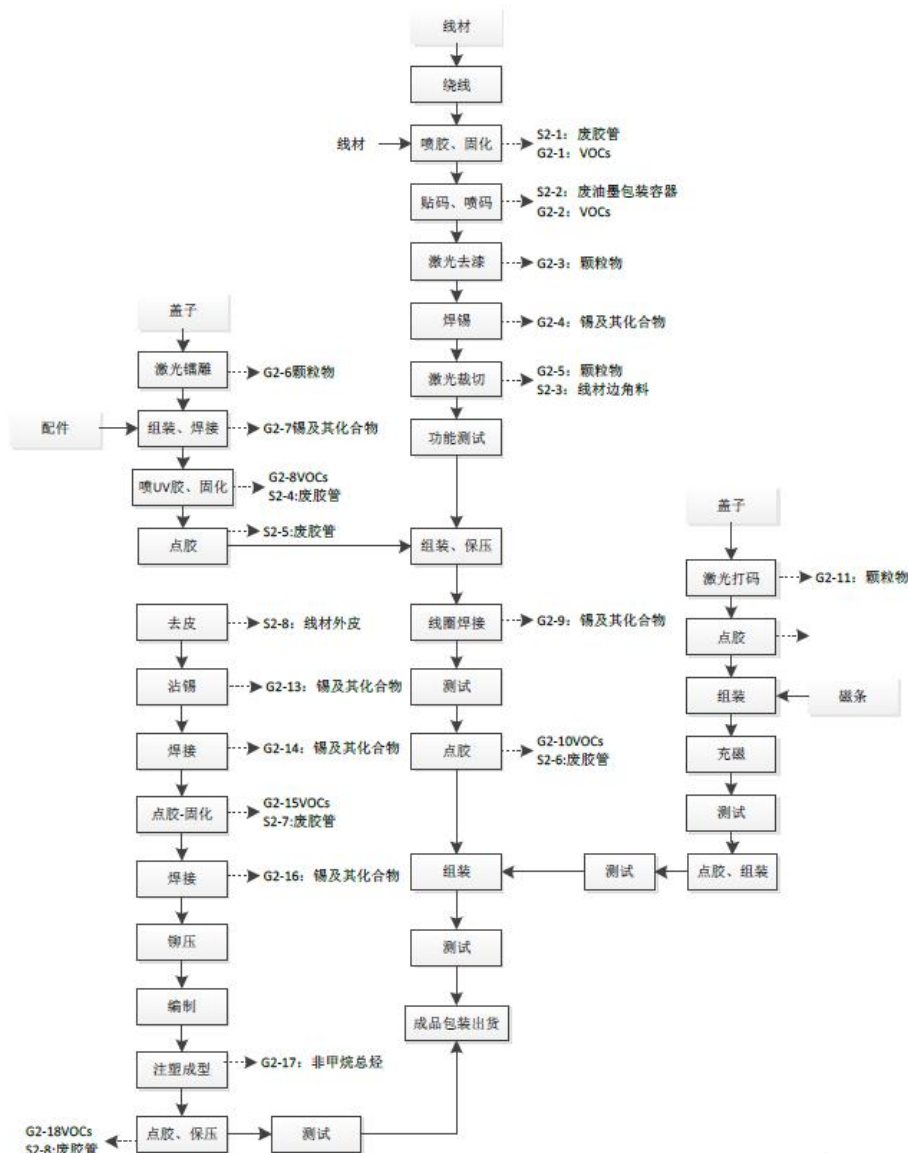 线材
绕线
线材
喷胶、固化
S2-1：废胶管
G2-1：VOCs
贴码、喷码
S2-2：废油墨包装容器
G2-2：VOCs
激光去漆
G2-3：颗粒物
焊锡
G2-4：锡及其化合物
激光裁切
G2-5：颗粒物
S2-3：线材边角料
功能测试
盖子
激光镭雕
G2-6颗粒物
配件
组装、焊接
G2-7锡及其化合物
喷UV胶、固化
G2-8VOCs
S2-4:废胶管
点胶
S2-5:废胶管
组装、保压
线圈焊接
G2-9：锡及其化合物
测试
点胶
G2-10VOCs
S2-6:废胶管
盖子
激光打码
G2-11：颗粒物
点胶
组装
磁条
充磁
测试
点胶、组装
测试
组装
测试
成品包装出货
去皮
S2-8：线材外皮
沾锡
G2-13：锡及其化合物
焊接
G2-14：锡及其化合物
点胶-固化
G2-15VOCs
S2-7:废胶管
焊接
G2-16：锡及其化合物
铆压
编制
注塑成型
G2-17：非甲烷总烃
G2-18VOCs
S2-8:废胶管
点胶、保压
测试